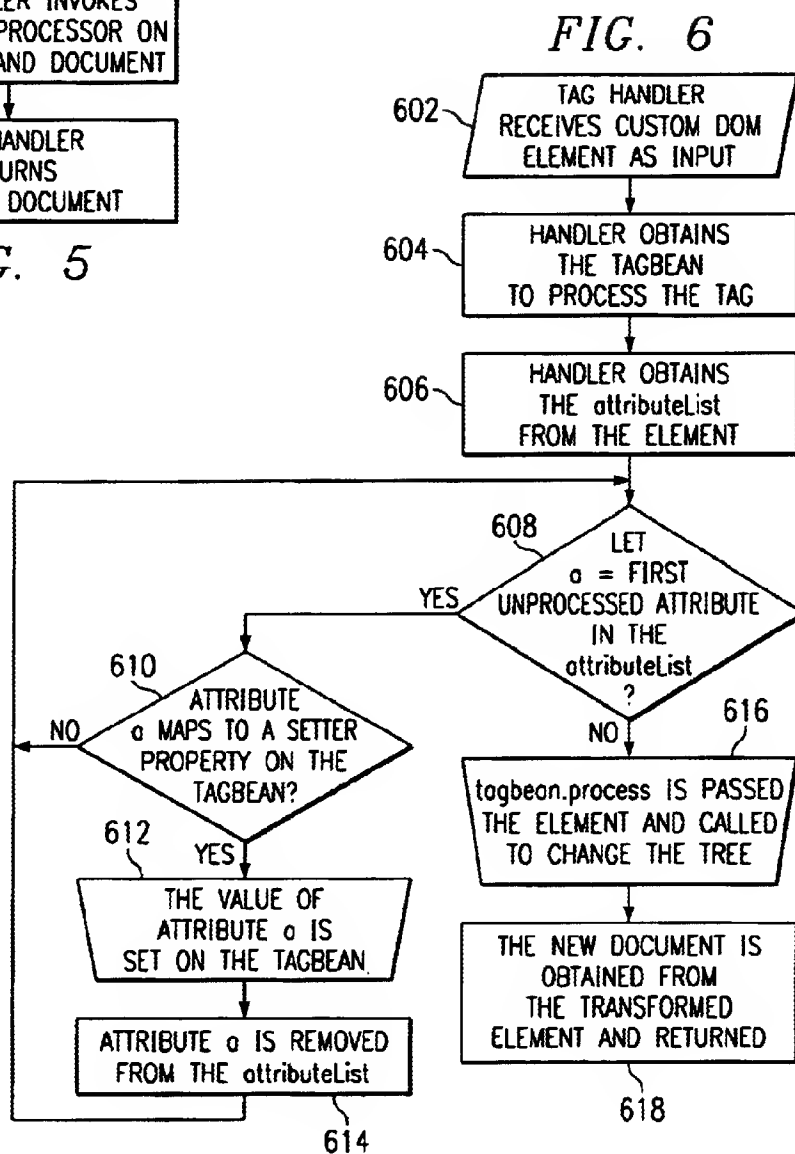 INVOKES
PROCESSOR ON
AND DOCUMENT
HANDLER
DOCUMENT
5
FIG. 6
602
TAG HANDLER
RECEIVES CUSTOM DOM
ELEMENT AS INPUT
604
HANDLER OBTAINS
THE TAGBEAN
TO PROCESS THE TAG
606
HANDLER OBTAINS
THE attributeList
FROM THE ELEMENT
608
LET
a = FIRST
UNPROCESSED ATTRIBUTE
IN THE
attributeList
?
YES
NO
610
ATTRIBUTE
a MAPS TO A SETTER
PROPERTY ON THE
TAGBEAN?
NO
YES
612
THE VALUE OF
ATTRIBUTE a IS
SET ON THE TAGBEAN.
ATTRIBUTE a IS REMOVED
FROM THE attributeList
614
616
tagbean.process IS PASSED
THE ELEMENT AND CALLED
TO CHANGE THE TREE
THE NEW DOCUMENT IS
OBTAINED FROM
THE TRANSFORMED
ELEMENT AND RETURNED
618